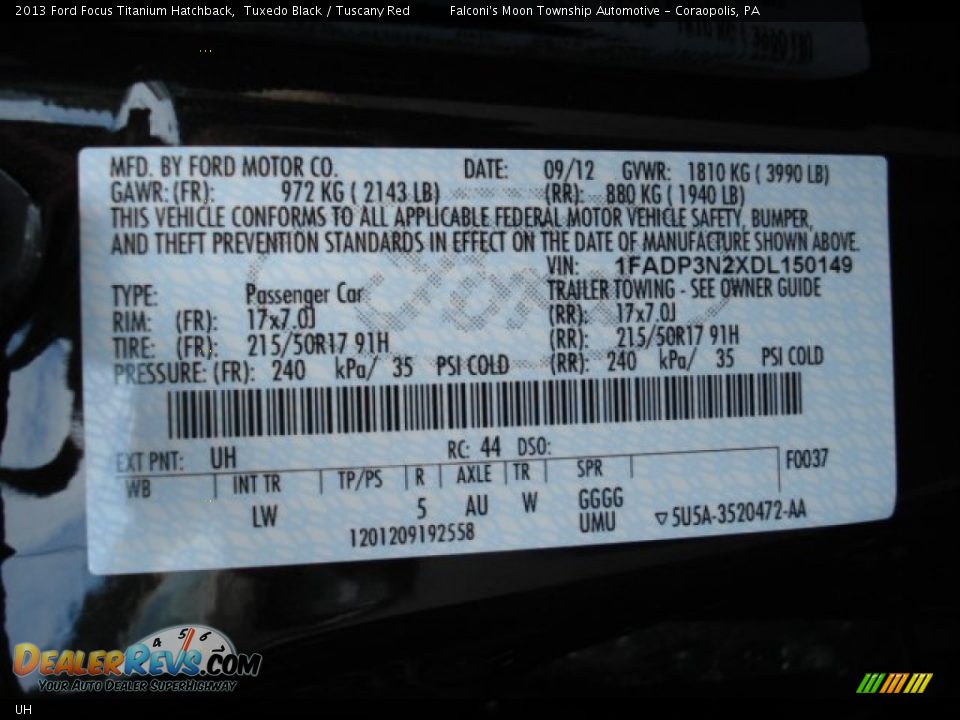 2013 Ford Focus Titanium Hatchback, Tuxedo Black / Tuscany Red Falconi's Moon Township Automotive - Coraopolis, PA
MFD. BY FORD MOTOR CO. DATE: 09/12 GVWR: 1810 KG ( 3990 LB)
GAWR: (FR): 972 KG ( 2143 LB) (RR): 880 KG ( 1940 LB)
THIS VEHICLE CONFORMS TO ALL APPLICABLE FEDERAL MOTOR VEHICLE SAFETY, BUMPER,
AND THEFT PREVENTION STANDARDS IN EFFECT ON THE DATE OF MANUFACTURE SHOWN ABOVE.
VIN: 1FADP3N2XDL150149
TYPE: Passenger Car TRAILER TOWING - SEE OWNER GUIDE
RIM: (FR): 17x7.0J (RR): 17x7.0J
TIRE: (FR): 215/50R17 91H (RR): 215/50R17 91H
PRESSURE: (FR): 240 kPa/ 35 PSI COLD (RR): 240 kPa/ 35 PSI COLD
EXT PNT: UH RC: 44 DSO: F0037
WB INT TR TP/PS R AXLE TR SPR
LW 5 AU W GGGG
UMU
1201209192558 ▽5U5A-3520472-AA
4 5 6
DEALERREVS.COM
YOUR AUTO DEALER SUPERHIGHWAY
UH